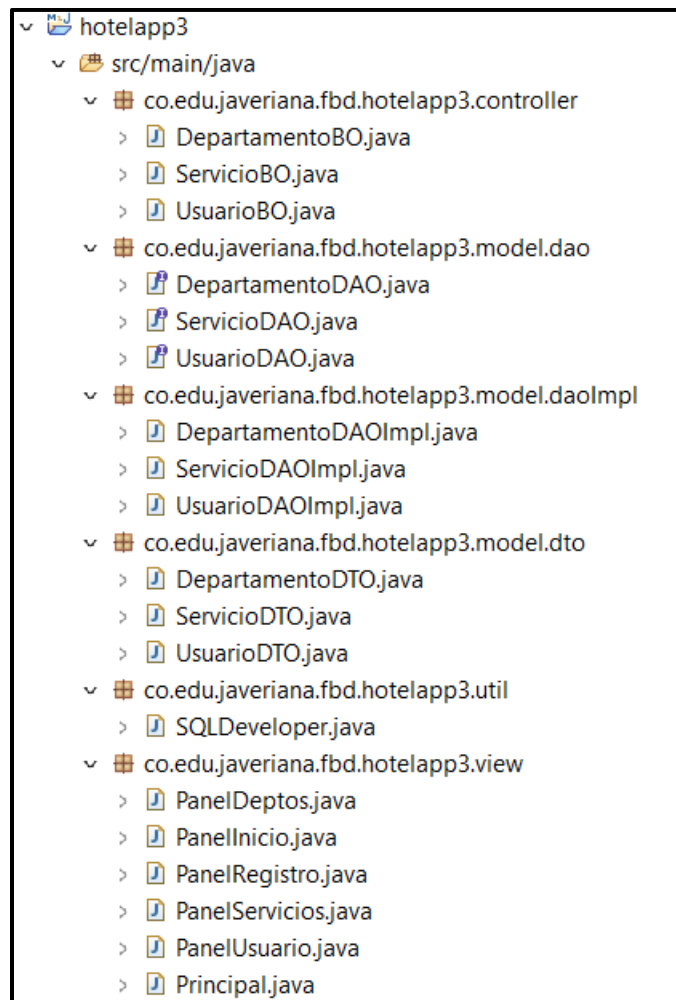 hotelapp3
src/main/java
co.edu.javeriana.fbd.hotelapp3.controller
DepartamentoBO.java
ServicioBO.java
UsuarioBO.java
co.edu.javeriana.fbd.hotelapp3.model.dao
DepartamentoDAO.java
ServicioDAO.java
UsuarioDAO.java
co.edu.javeriana.fbd.hotelapp3.model.daoImpl
DepartamentoDAOImpl.java
ServicioDAOImpl.java
UsuarioDAOImpl.java
co.edu.javeriana.fbd.hotelapp3.model.dto
DepartamentoDTO.java
ServicioDTO.java
UsuarioDTO.java
co.edu.javeriana.fbd.hotelapp3.util
SQLDeveloper.java
co.edu.javeriana.fbd.hotelapp3.view
PanelDeptos.java
PanelInicio.java
PanelRegistro.java
PanelServicios.java
PanelUsuario.java
Principal.java